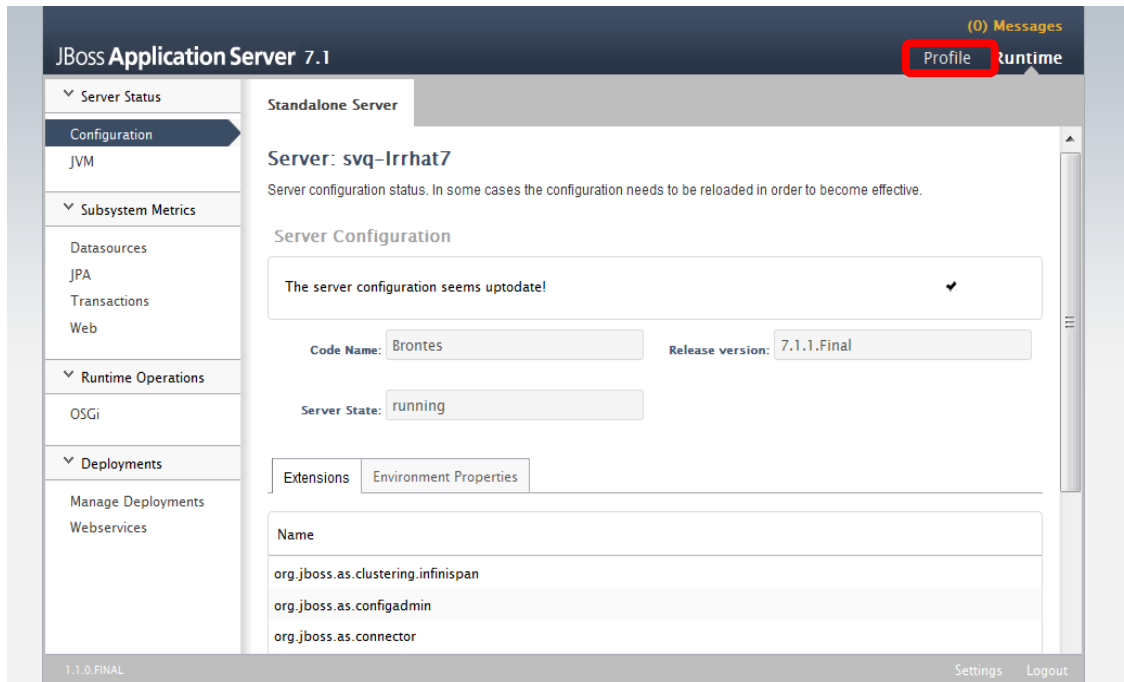 (0) Messages
JBoss Application Server 7.1
Profile Runtime
Server Status
Configuration
JVM
Subsystem Metrics
Datasources
JPA
Transactions
Web
Runtime Operations
OSGi
Deployments
Manage Deployments
Webservices
Standalone Server
Server: svq-lrrhat7
Server configuration status. In some cases the configuration needs to be reloaded in order to become effective.
Server Configuration
The server configuration seems uptodate!
Code Name: Brontes
Release version: 7.1.1.Final
Server State: running
Extensions Environment Properties
Name
org.jboss.as.clustering.infinispan
org.jboss.as.configadmin
org.jboss.as.connector
1.1.0.FINAL
Settings Logout